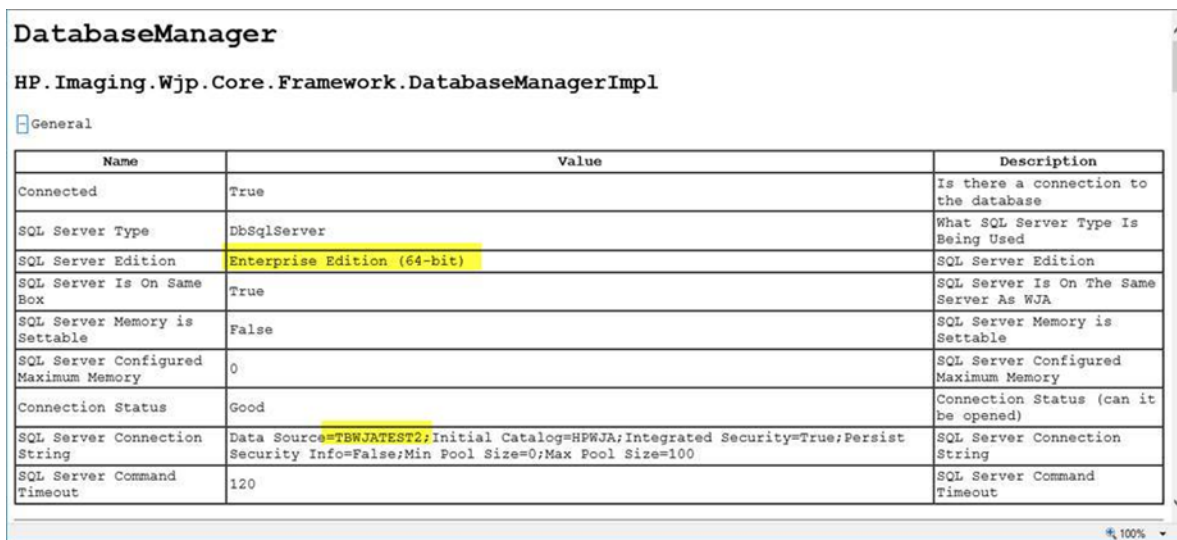 DatabaseManager
HP.Imaging.Wjp.Core.Framework.DatabaseManagerImpl
General
Name Value Description
Connected True Is there a connection to
the database
SQL Server Type DbSqlServer What SQL Server Type Is
Being Used
SQL Server Edition Enterprise Edition (64-bit) SQL Server Edition
SQL Server Is On Same
Box True SQL Server Is On The Same
Server As WJA
SQL Server Memory is
Settable False SQL Server Memory is
Settable
SQL Server Configured
Maximum Memory 0 SQL Server Configured
Maximum Memory
Connection Status Good Connection Status (can it
be opened)
SQL Server Connection
String Data Source=TBWJATEST2;Initial Catalog=HPWJA;Integrated Security=True;Persist
Security Info=False;Min Pool Size=0;Max Pool Size=100 SQL Server Connection
String
SQL Server Command
Timeout 120 SQL Server Command
Timeout
100%